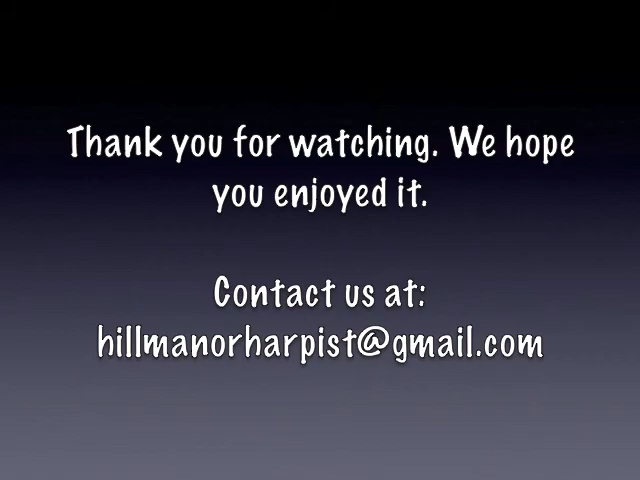 Thank you for watching. We hope
you enjoyed it.
Contact us at:
hillmanorharpist@gmail.com